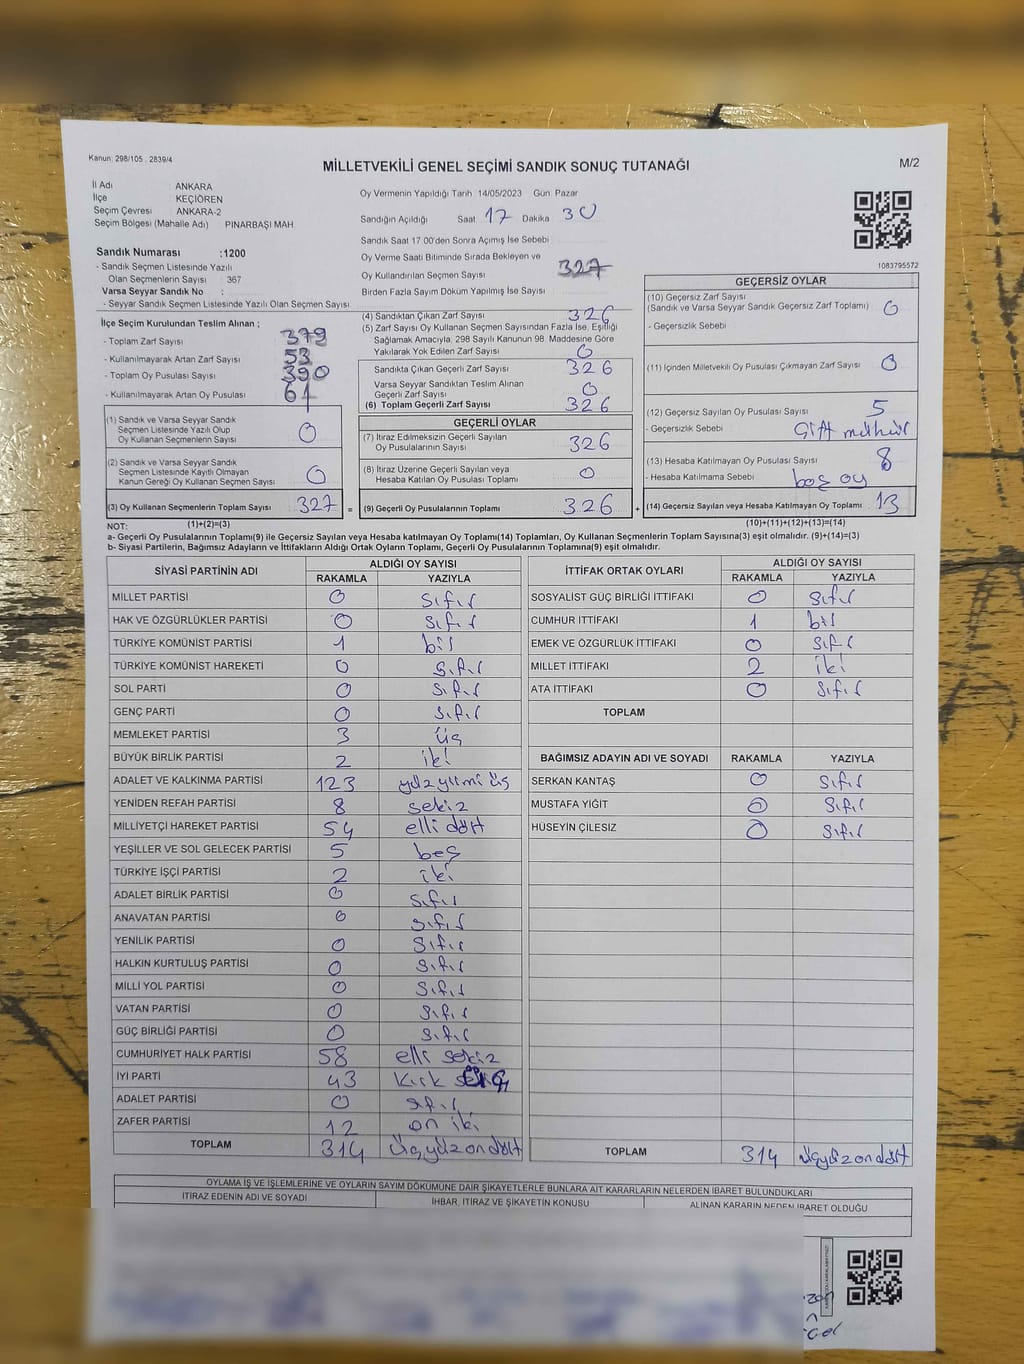 Kanun: 298/105 . 2839/4
MİLLETVEKİLİ GENEL SEÇİMİ SANDIK SONUÇ TUTANAĞI
M/2
İl Adı : ANKARA
İlçe : KEÇİÖREN
Seçim Çevresi : ANKARA-2
Seçim Bölgesi (Mahalle Adı) : PINARBAŞI MAH
Oy Vermenin Yapıldığı Tarih 14/05/2023 Gün Pazar
Sandığın Açıldığı Saat 17 Dakika 30
Sandık Saat 17 00'den Sonra Açımış İse Sebebi
Oy Verme Saati Bitiminde Sırada Bekleyen ve
Oy Kullandırılan Seçmen Sayısı 327
Birden Fazla Sayım Döküm Yapılmış İse Sayısı
Sandık Numarası :1200
- Sandık Seçmen Listesinde Yazılı
Olan Seçmenlerin Sayısı : 367
Varsa Seyyar Sandık No :
- Seyyar Sandık Seçmen Listesinde Yazılı Olan Seçmen Sayısı
İlçe Seçim Kurulundan Teslim Alınan ;
- Toplam Zarf Sayısı : 379
- Kullanılmayarak Artan Zarf Sayısı : 53
- Toplam Oy Pusulası Sayısı : 390
- Kullanılmayarak Artan Oy Pusulası : 61
(1) Sandık ve Varsa Seyyar Sandık
Seçmen Listesinde Yazılı Olup
Oy Kullanan Seçmenlerin Sayısı : 0
(2) Sandık ve Varsa Seyyar Sandık
Seçmen Listesinde Kayıtlı Olmayan
Kanun Gereği Oy Kullanan Seçmen Sayısı : 0
(3) Oy Kullanan Seçmenlerin Toplam Sayısı : 327 =
(4) Sandıktan Çıkan Zarf Sayısı : 326
(5) Zarf Sayısı Oy Kullanan Seçmen Sayısından Fazla İse, Eşitliği
Sağlamak Amacıyla, 298 Sayılı Kanunun 98. Maddesine Göre
Yakılarak Yok Edilen Zarf Sayısı : 0
Sandıkta Çıkan Geçerli Zarf Sayısı : 326
Varsa Seyyar Sandıktan Teslim Alınan
Geçerli Zarf Sayısı : 0
(6) Toplam Geçerli Zarf Sayısı : 326
GEÇERLİ OYLAR
(7) İtiraz Edilmeksizin Geçerli Sayılan
Oy Pusulalarının Sayısı : 326
(8) İtiraz Üzerine Geçerli Sayılan veya
Hesaba Katılan Oy Pusulası Toplamı : 0
(9) Geçerli Oy Pusulalarının Toplamı : 326 +
1083795572
GEÇERSİZ OYLAR
(10) Geçersiz Zarf Sayısı
(Sandık ve Varsa Seyyar Sandık Geçersiz Zarf Toplamı) : 0
- Geçersizlik Sebebi :
(11) İçinden Milletvekili Oy Pusulası Çıkmayan Zarf Sayısı : 0
(12) Geçersiz Sayılan Oy Pusulası Sayısı : 5
- Geçersizlik Sebebi : Çift mühür
(13) Hesaba Katılmayan Oy Pusulası Sayısı : 8
- Hesaba Katılmama Sebebi : boş oy
(14) Geçersiz Sayılan veya Hesaba Katılmayan Oy Toplamı : 13
NOT: (1)+(2)=(3)
(10)+(11)+(12)+(13)=(14)
a- Geçerli Oy Pusulalarının Toplamı(9) ile Geçersiz Sayılan veya Hesaba katılmayan Oy Toplamı(14) Toplamları, Oy Kullanan Seçmenlerin Toplam Sayısına(3) eşit olmalıdır. (9)+(14)=(3)
b- Siyasi Partilerin, Bağımsız Adayların ve İttifakların Aldığı Ortak Oyların Toplamı, Geçerli Oy Pusulalarının Toplamına(9) eşit olmalıdır.
SİYASİ PARTİNİN ADI ALDIĞI OY SAYISI
RAKAMLA YAZIYLA
MİLLET PARTİSİ 0 sıfır
HAK VE ÖZGÜRLÜKLER PARTİSİ 0 sıfır
TÜRKİYE KOMÜNİST PARTİSİ 1 bir
TÜRKİYE KOMÜNİST HAREKETİ 0 sıfır
SOL PARTİ 0 sıfır
GENÇ PARTİ 0 sıfır
MEMLEKET PARTİSİ 3 üç
BÜYÜK BİRLİK PARTİSİ 2 iki
ADALET VE KALKINMA PARTİSİ 123 yüz yirmi üç
YENİDEN REFAH PARTİSİ 8 sekiz
MİLLİYETÇİ HAREKET PARTİSİ 54 elli dört
YEŞİLLER VE SOL GELECEK PARTİSİ 5 beş
TÜRKİYE İŞÇİ PARTİSİ 2 iki
ADALET BİRLİK PARTİSİ 0 sıfır
ANAVATAN PARTİSİ 0 sıfır
YENİLİK PARTİSİ 0 sıfır
HALKIN KURTULUŞ PARTİSİ 0 sıfır
MİLLİ YOL PARTİSİ 0 sıfır
VATAN PARTİSİ 0 sıfır
GÜÇ BİRLİĞİ PARTİSİ 0 sıfır
CUMHURİYET HALK PARTİSİ 58 elli sekiz
İYİ PARTİ 43 kırk üç
ADALET PARTİSİ 0 sıfır
ZAFER PARTİSİ 12 on iki
TOPLAM 314 üçyüzondört
İTTİFAK ORTAK OYLARI ALDIĞI OY SAYISI
RAKAMLA YAZIYLA
SOSYALİST GÜÇ BİRLİĞİ İTTİFAKI 0 sıfır
CUMHUR İTTİFAKI 1 bir
EMEK VE ÖZGÜRLÜK İTTİFAKI 0 sıfır
MİLLET İTTİFAKI 2 iki
ATA İTTİFAKI 0 sıfır
TOPLAM
BAĞIMSIZ ADAYIN ADI VE SOYADI RAKAMLA YAZIYLA
SERKAN KANTAŞ 0 sıfır
MUSTAFA YİĞİT 0 sıfır
HÜSEYİN ÇİLESİZ 0 sıfır
TOPLAM 314 üçyüzondört
OYLAMA İŞ VE İŞLEMLERİNE VE OYLARIN SAYIM DÖKÜMÜNE DAİR ŞİKAYETLERLE BUNLARA AİT KARARLARIN NELERDEN İBARET BULUNDUKLARI
İTİRAZ EDENİN ADI VE SOYADI İHBAR, İTİRAZ VE ŞİKAYETİN KONUSU ALINAN KARARIN NEDEN İBARET OLDUĞU